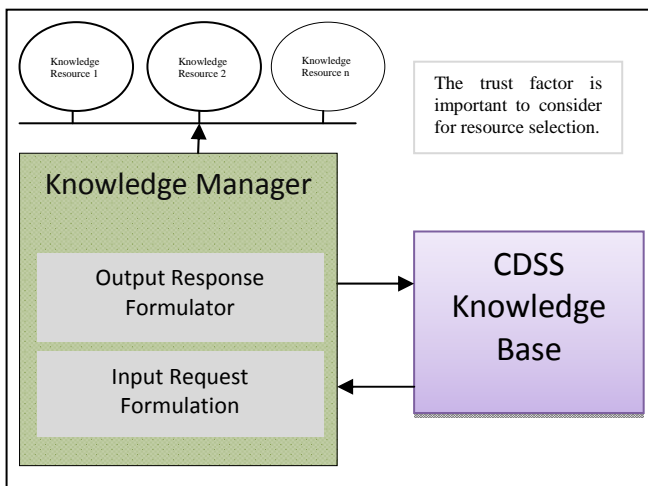 Knowledge
Resource 1
Knowledge
Resource 2
Knowledge
Resource n
The trust factor is
important to consider
for resource selection.
Knowledge Manager
Output Response
Formulator
Input Request
Formulation
CDSS
Knowledge
Base